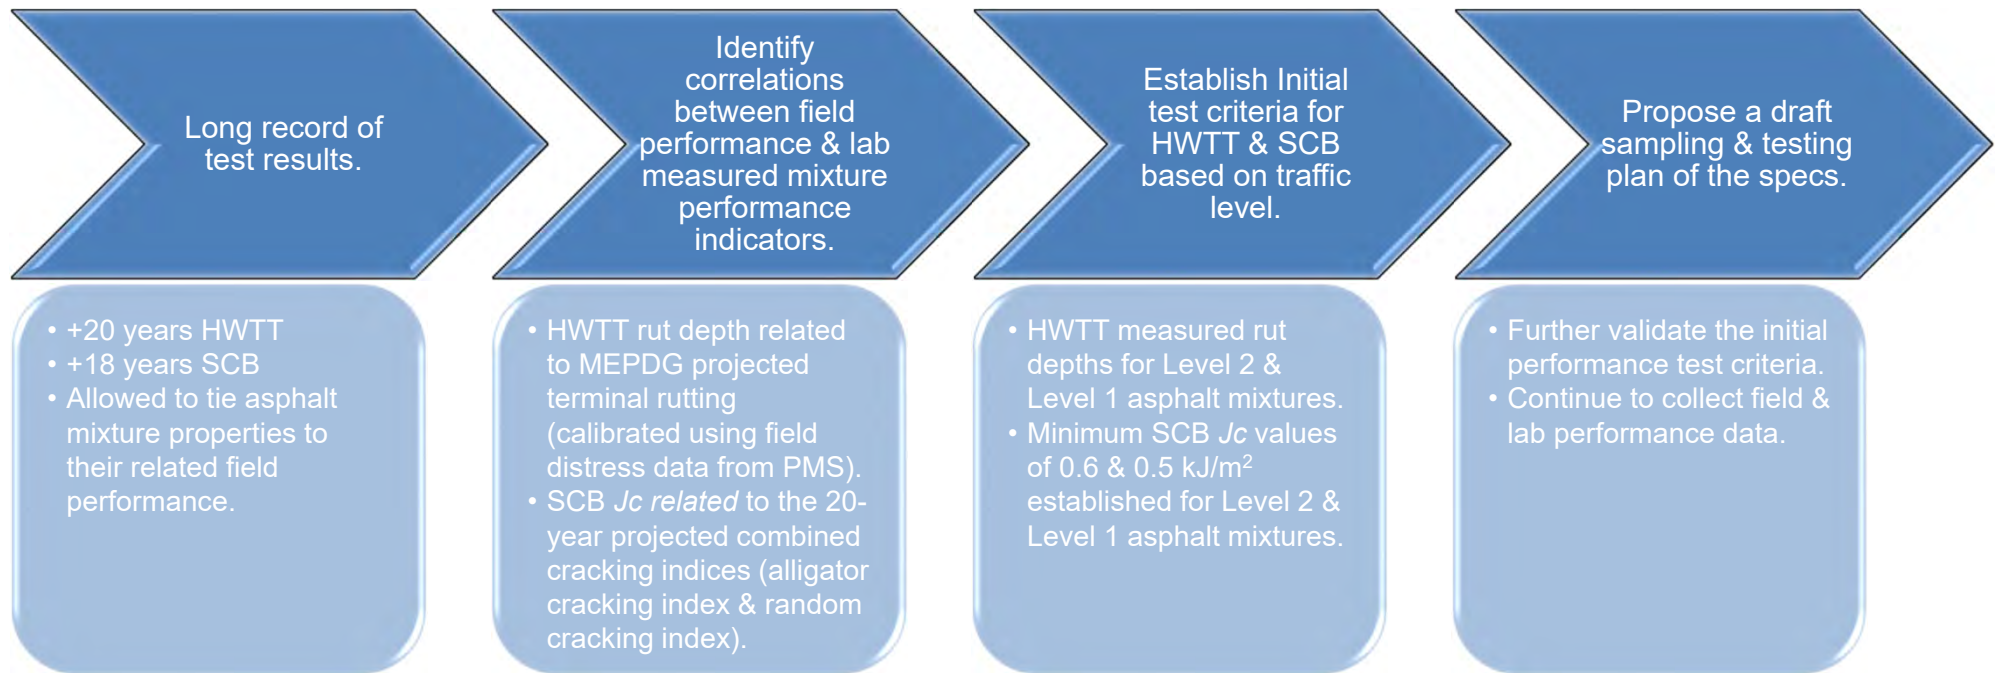 Long record of
test results.
• +20 years HWTT
• +18 years SCB
• Allowed to tie asphalt
mixture properties to
their related field
performance.
Identify
correlations
between field
performance & lab
measured mixture
performance
indicators.
• HWTT rut depth related
to MEPDG projected
terminal rutting
(calibrated using field
distress data from PMS).
• SCB Jc related to the 20-
year projected combined
cracking indices (alligator
cracking index & random
cracking index).
Establish Initial
test criteria for
HWTT & SCB
based on traffic
level.
• HWTT measured rut
depths for Level 2 &
Level 1 asphalt mixtures.
• Minimum SCB Jc values
of 0.6 & 0.5 kJ/m²
established for Level 2 &
Level 1 asphalt mixtures.
Propose a draft
sampling & testing
plan of the specs.
• Further validate the initial
performance test criteria.
• Continue to collect field &
lab performance data.